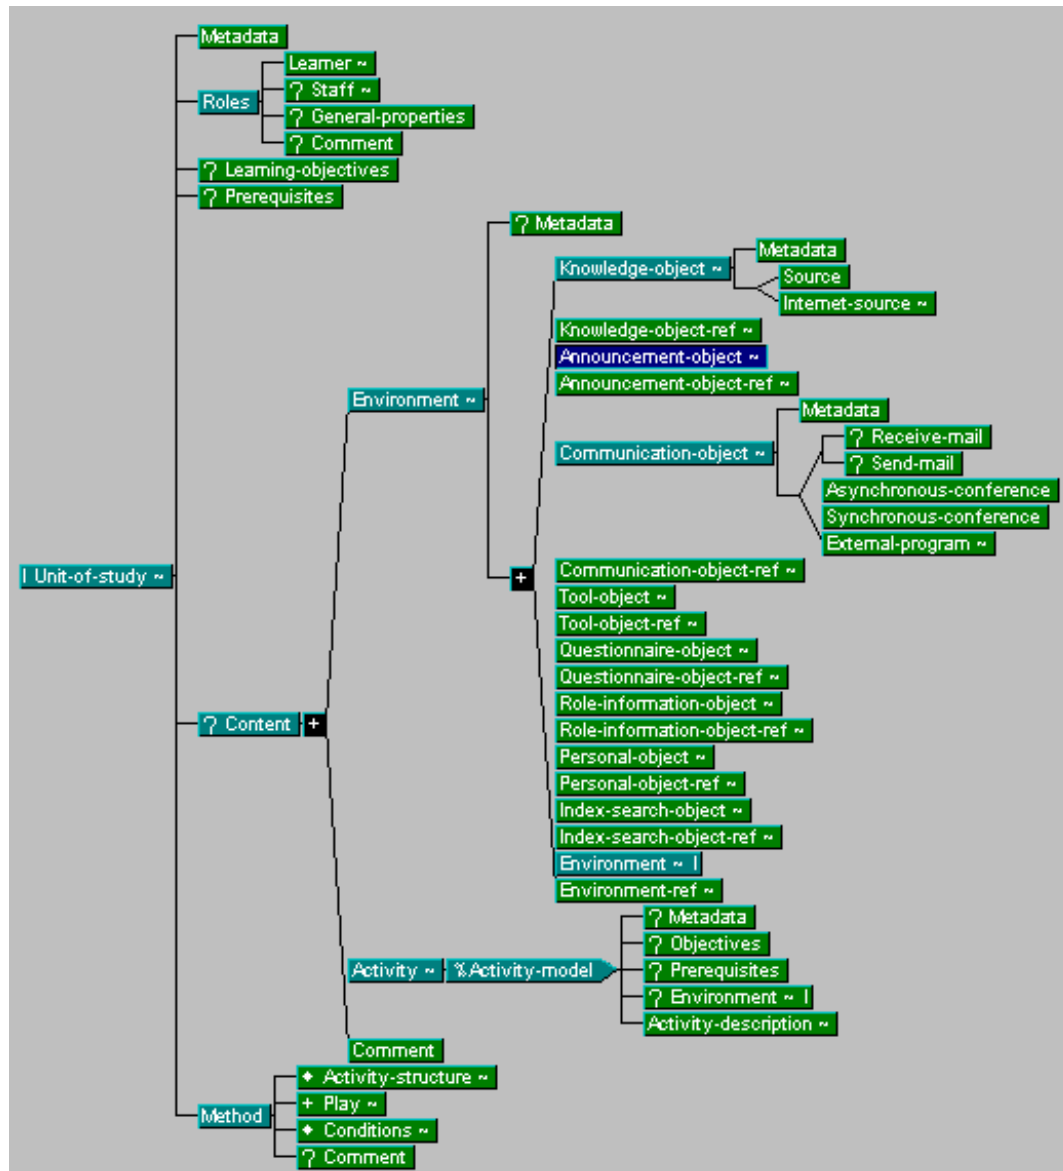 Metadata
Learner ~
Roles
? Staff ~
? General-properties
? Comment
? Learning-objectives
? Prerequisites
? Metadata
Metadata
Knowledge-object ~
Source
Internet-source ~
Knowledge-object-ref ~
Announcement-object ~
Announcement-object-ref ~
Environment ~
Metadata
? Receive-mail
Communication-object ~
? Send-mail
Asynchronous-conference
Synchronous-conference
External-program ~
| Unit-of-study ~
+
Communication-object-ref ~
Tool-object ~
Tool-object-ref ~
Questionnaire-object ~
Questionnaire-object-ref ~
Role-information-object ~
? Content +
Role-information-object-ref ~
Personal-object ~
Personal-object-ref ~
Index-search-object ~
Index-search-object-ref ~
Environment ~ |
Environment-ref ~
? Metadata
? Objectives
Activity ~ %Activity-model
? Prerequisites
? Environment ~ |
Activity-description ~
Comment
◆ Activity-structure ~
+ Play ~
Method
◆ Conditions ~
? Comment